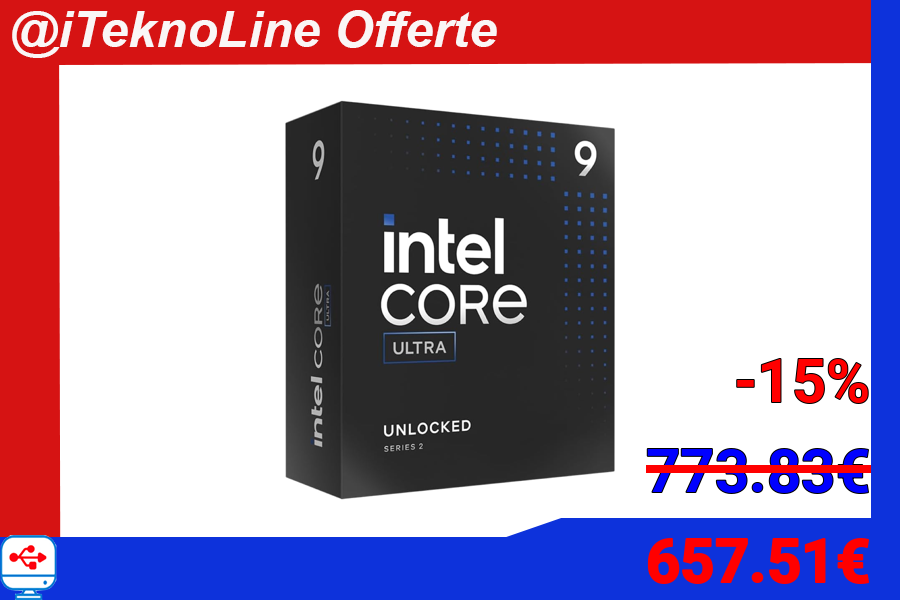 @iTeknoLine Offerte
9
9
intel
CORE
ULTRA
intel CORE
ULTRA
UNLOCKED
SERIES 2
-15%
773.83€
657.51€